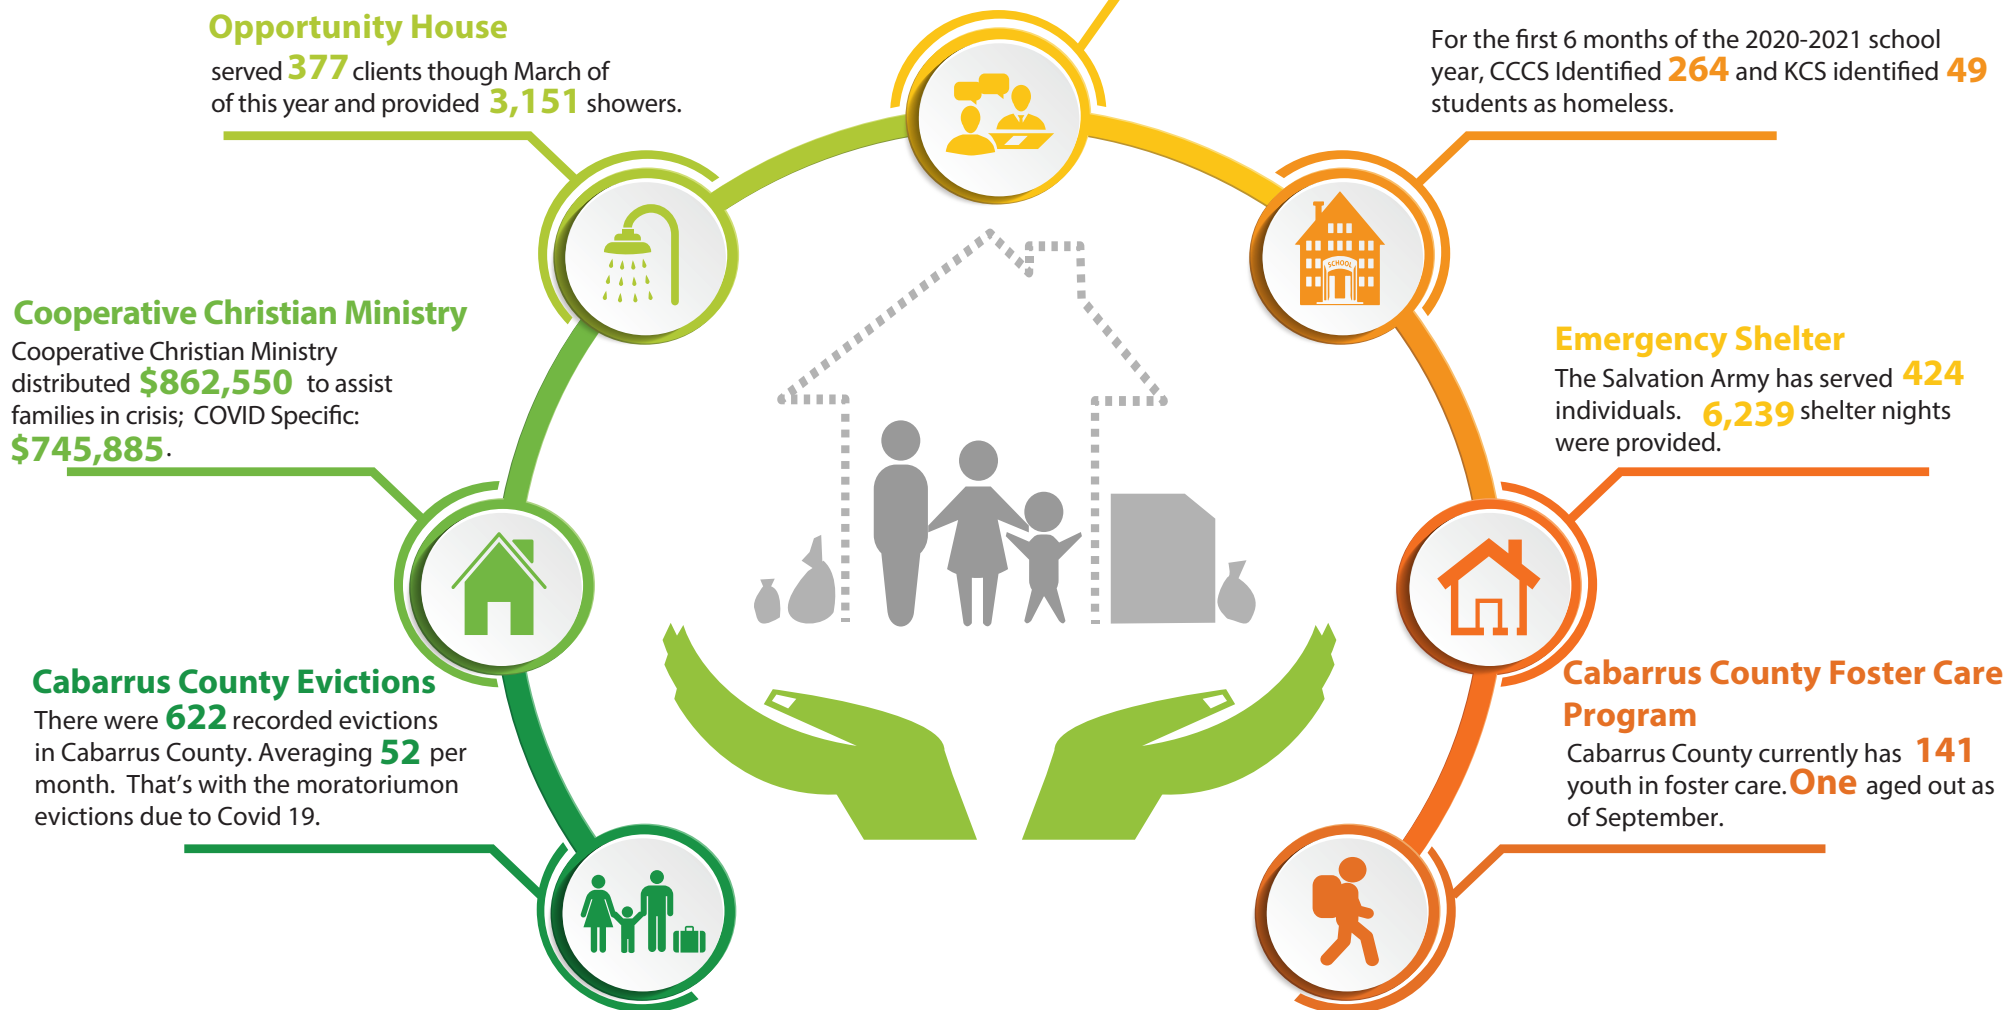 Opportunity House
served 377 clients though March of
of this year and provided 3,151 showers.
For the first 6 months of the 2020-2021 school
year, CCCS Identified 264 and KCS identified 49
students as homeless.
SCHOOL
Cooperative Christian Ministry
Cooperative Christian Ministry
distributed $862,550 to assist
families in crisis; COVID Specific:
$745,885.
Emergency Shelter
The Salvation Army has served 424
individuals. 6,239 shelter nights
were provided.
Cabarrus County Evictions
There were 622 recorded evictions
in Cabarrus County. Averaging 52 per
month. That's with the moratoriumon
evictions due to Covid 19.
Cabarrus County Foster Care
Program
Cabarrus County currently has 141
youth in foster care. One aged out as
of September.